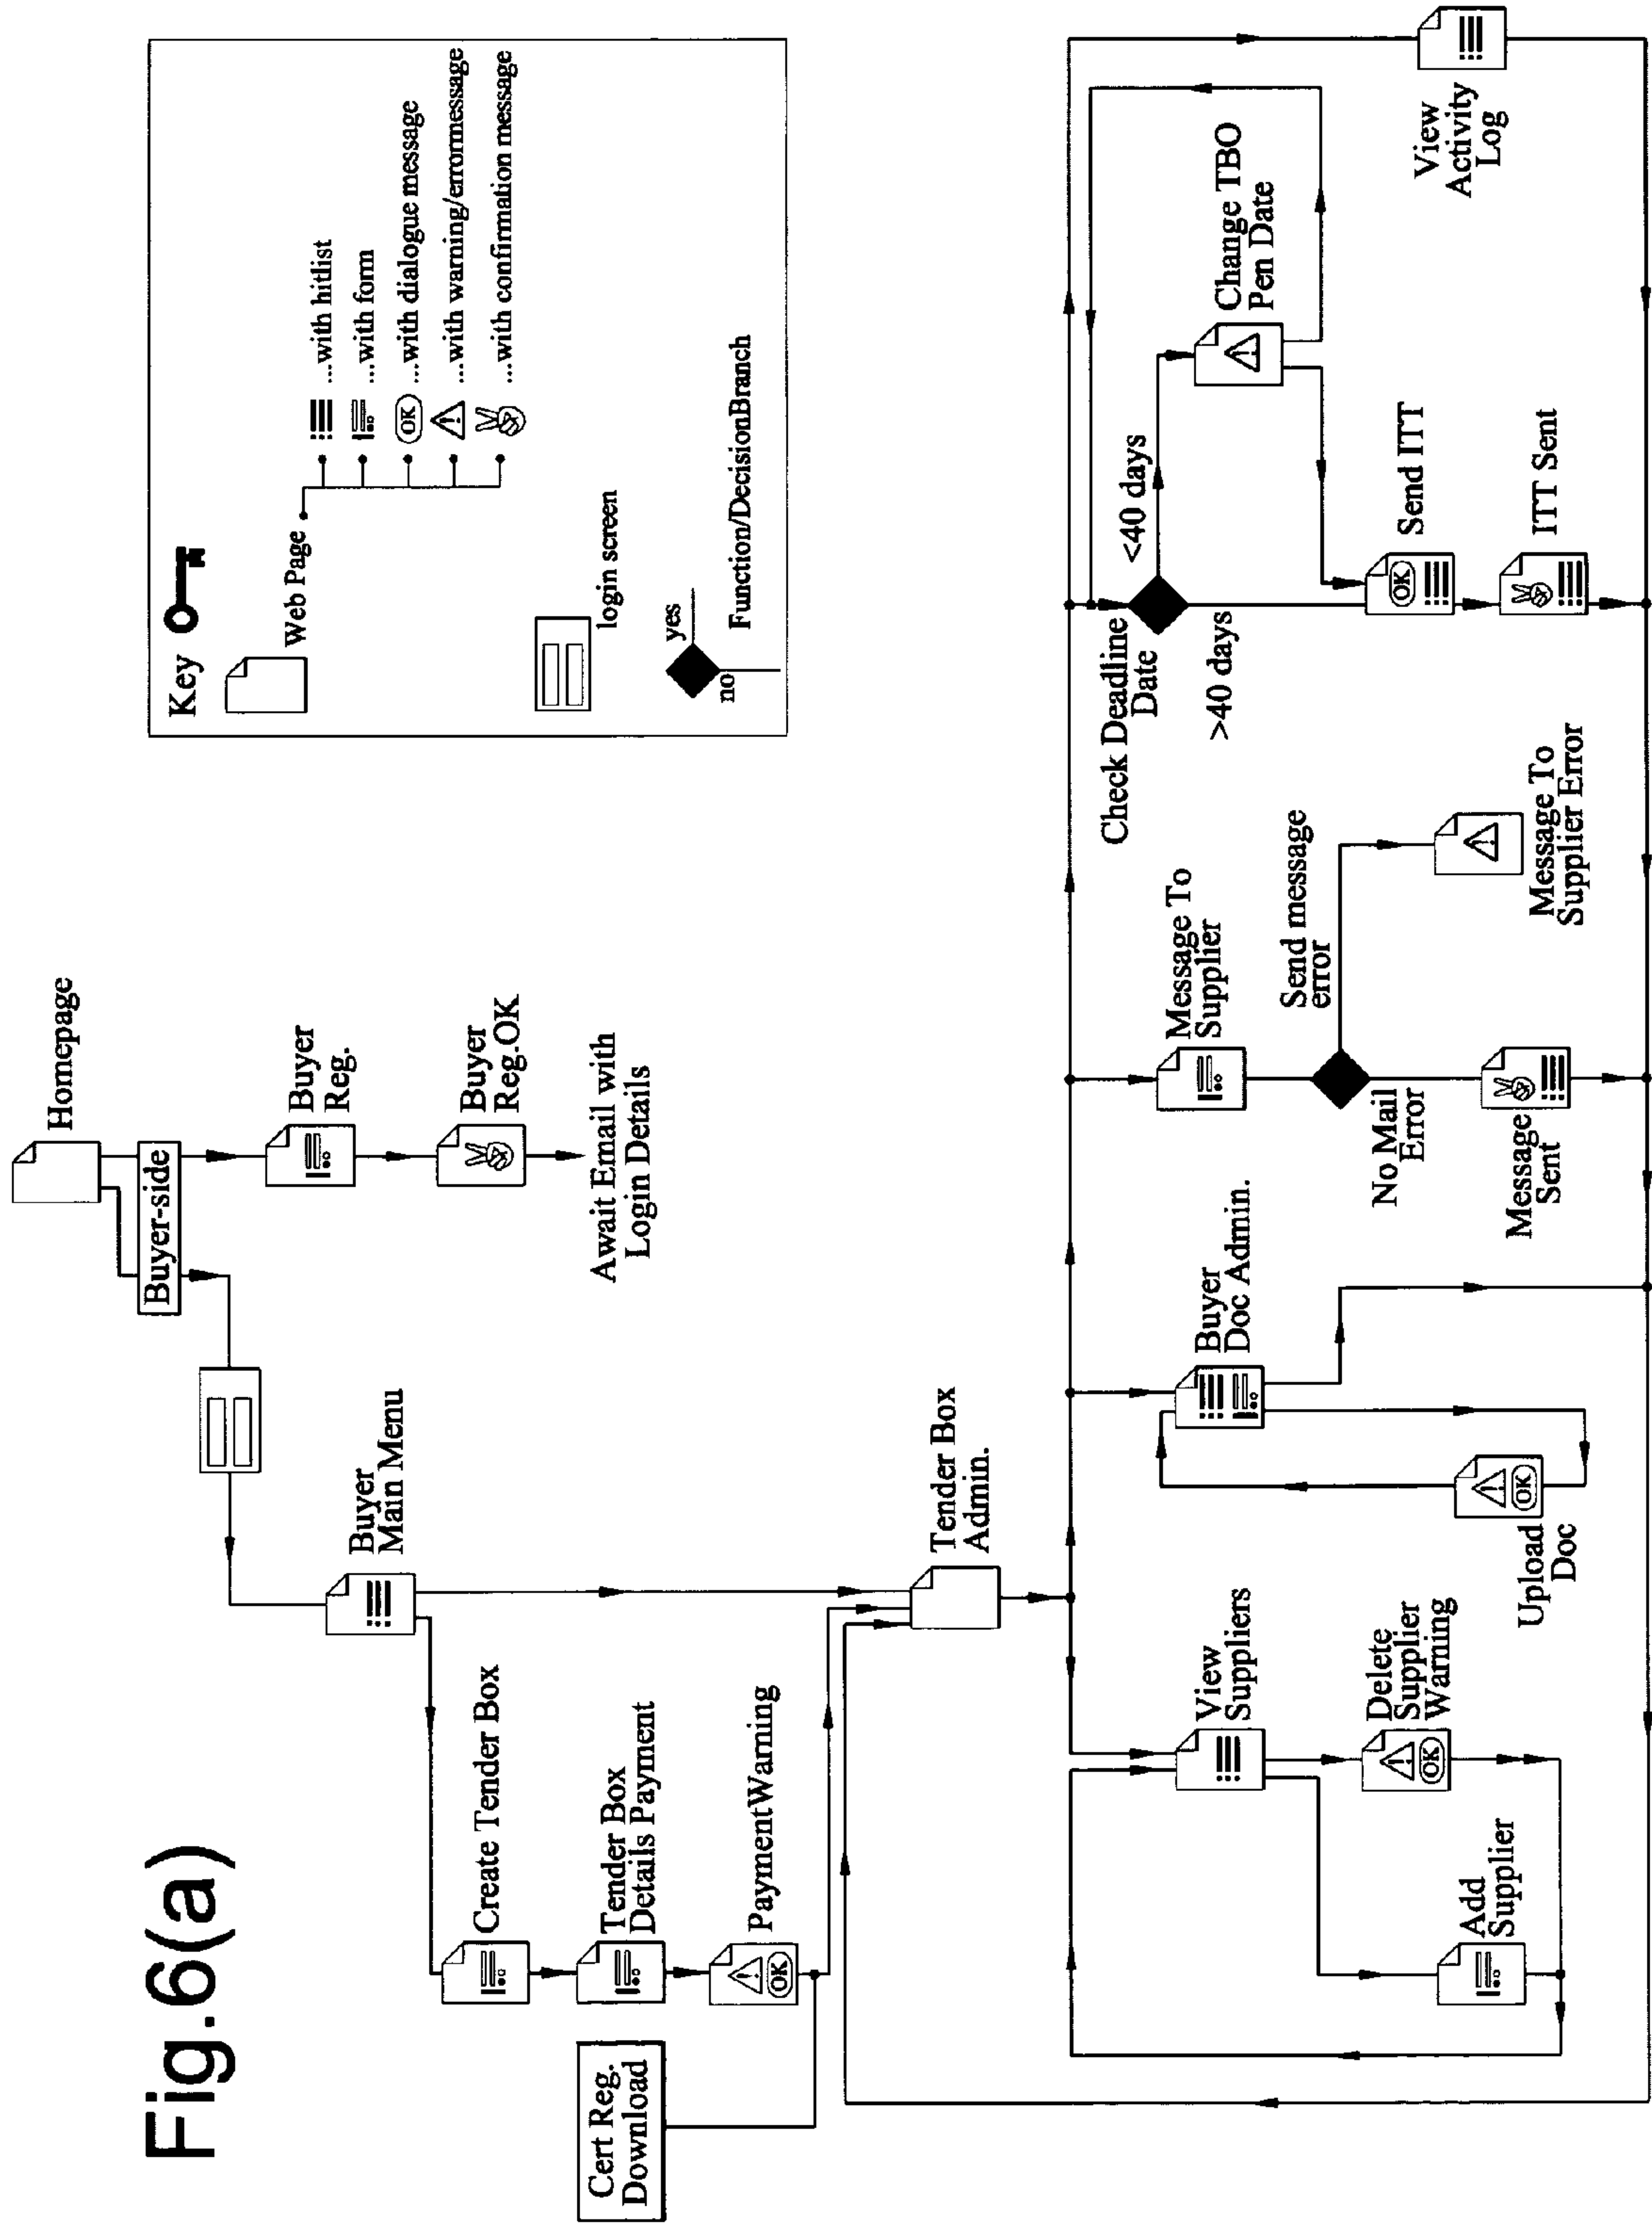 Fig.6(a)
Key
Web Page
...with hitlist
...with form
OK
...with dialogue message
...with warning/errormessage
...with confirmation message
login screen
yes
no
Function/DecisionBranch
Homepage
Buyer-side
Buyer
Reg.
Buyer
Reg.OK
Await Email with
Login Details
Buyer
Main Menu
Create Tender Box
Tender Box
Details Payment
PaymentWarning
OK
Cert Reg.
Download
Tender Box
Admin.
View
Suppliers
Delete
Supplier
Warning
OK
Add
Supplier
Buyer
Doc Admin.
Upload
Doc
OK
Message To
Supplier
Send message
error
No Mail
Error
Message
Sent
Message To
Supplier Error
Check Deadline
Date
<40 days
>40 days
Change TBO
Pen Date
Send ITT
OK
ITT Sent
View
Activity
Log